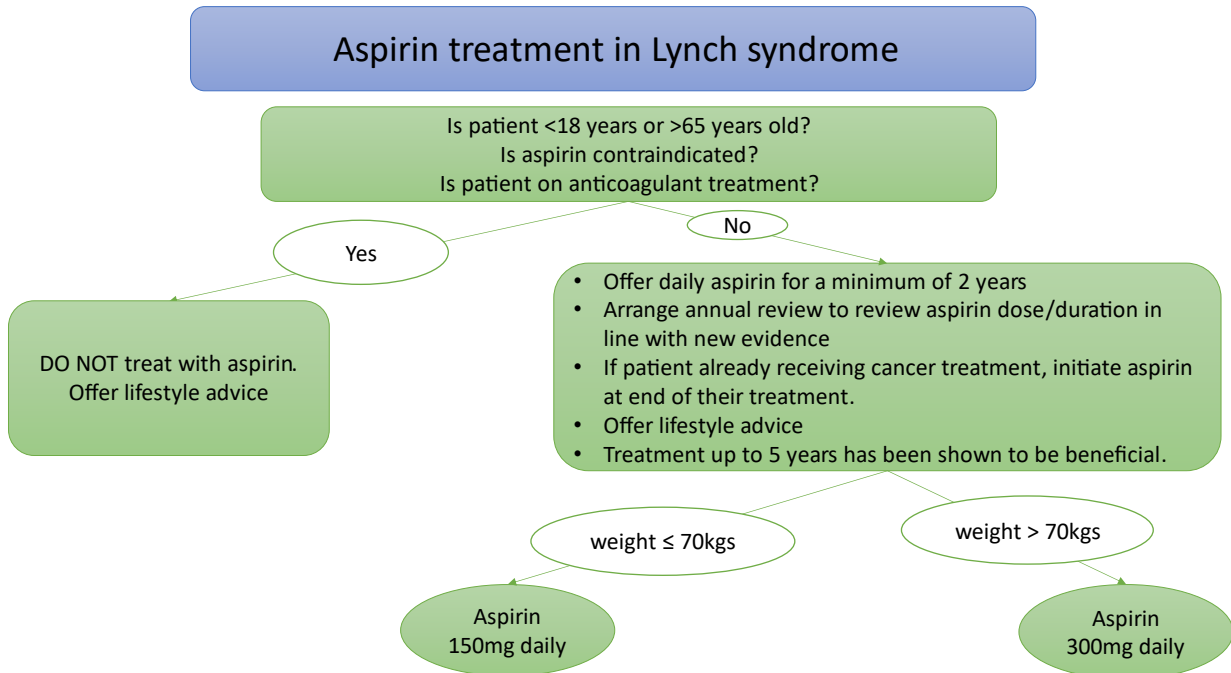 Aspirin treatment in Lynch syndrome
Is patient <18 years or >65 years old?
Is aspirin contraindicated?
Is patient on anticoagulant treatment?
No
Yes
• Offer daily aspirin for a minimum of 2 years
• Arrange annual review to review aspirin dose/duration in
line with new evidence
• If patient already receiving cancer treatment, initiate aspirin
at end of their treatment.
• Offer lifestyle advice
• Treatment up to 5 years has been shown to be beneficial.
DO NOT treat with aspirin.
Offer lifestyle advice
weight ≤ 70kgs
weight > 70kgs
Aspirin
150mg daily
Aspirin
300mg daily